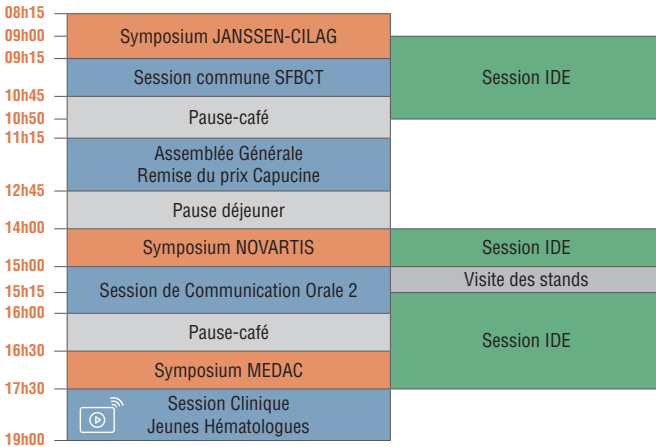 08h15
09h00
09h15
10h45
10h50
11h15
12h45
14h00
15h00
15h15
16h00
16h30
17h30
19h00
Symposium JANSSEN-CILAG
Session commune SFBCT
Pause-café
Assemblée Générale
Remise du prix Capucine
Pause déjeuner
Symposium NOVARTIS
Session de Communication Orale 2
Pause-café
Symposium MEDAC
Session Clinique
Jeunes Hématologues
Session IDE
Session IDE
Visite des stands
Session IDE